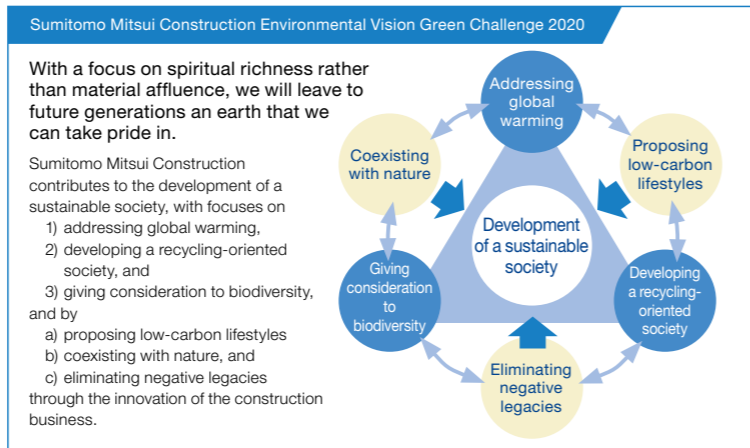 Sumitomo Mitsui Construction Environmental Vision Green Challenge 2020
With a focus on spiritual richness rather
than material affluence, we will leave to
future generations an earth that we
can take pride in.
Sumitomo Mitsui Construction
contributes to the development of a
sustainable society, with focuses on
1) addressing global warming,
2) developing a recycling-oriented
society, and
3) giving consideration to biodiversity,
and by
a) proposing low-carbon lifestyles
b) coexisting with nature, and
c) eliminating negative legacies
through the innovation of the construction
business.
Addressing
global
warming
Coexisting
with nature
Proposing
low-carbon
lifestyles
Development
of a sustainable
society
Giving
consideration
to
biodiversity
Developing
a recycling-
oriented
society
Eliminating
negative
legacies